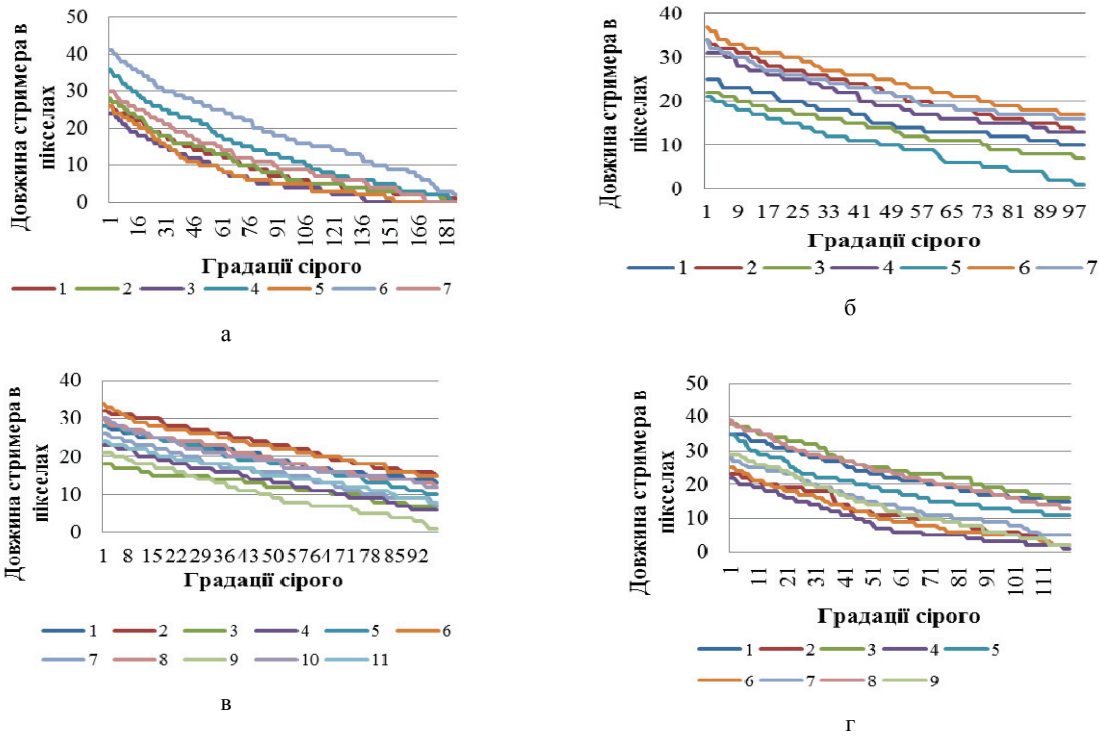 Довжина стримера в
пікселах
50
40
30
20
10
0
1 16 31 46 61 76 91 106 121 136 151 166 181
Градації сірого
1 2 3 4 5 6 7
а
Довжина стримера в
пікселах
40
30
20
10
0
1 9 17 25 33 41 49 57 65 73 81 89 97
Градації сірого
1 2 3 4 5 6 7
б
Довжина стримера в
пікселах
40
30
20
10
0
1 8 15 22 29 36 43 50 57 64 71 78 85 92
Градації сірого
1 2 3 4 5 6
7 8 9 10 11
в
Довжина стримера в
пікселах
50
40
30
20
10
0
1 11 21 31 41 51 61 71 81 91 101 111
Градації сірого
1 2 3 4 5
6 7 8 9
г